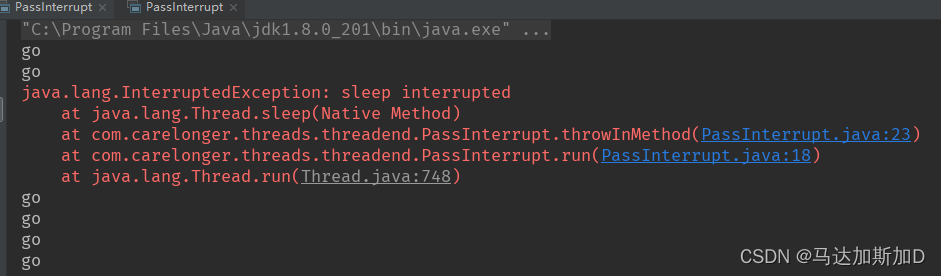 PassInterrupt × PassInterrupt ×
"C:\Program Files\Java\jdk1.8.0_201\bin\java.exe" ...
go
go
java.lang.InterruptedException: sleep interrupted
    at java.lang.Thread.sleep(Native Method)
    at com.carelonger.threads.threadend.PassInterrupt.throwInMethod(PassInterrupt.java:23)
    at com.carelonger.threads.threadend.PassInterrupt.run(PassInterrupt.java:18)
    at java.lang.Thread.run(Thread.java:748)
go
go
go
go
CSDN @马达加斯加D